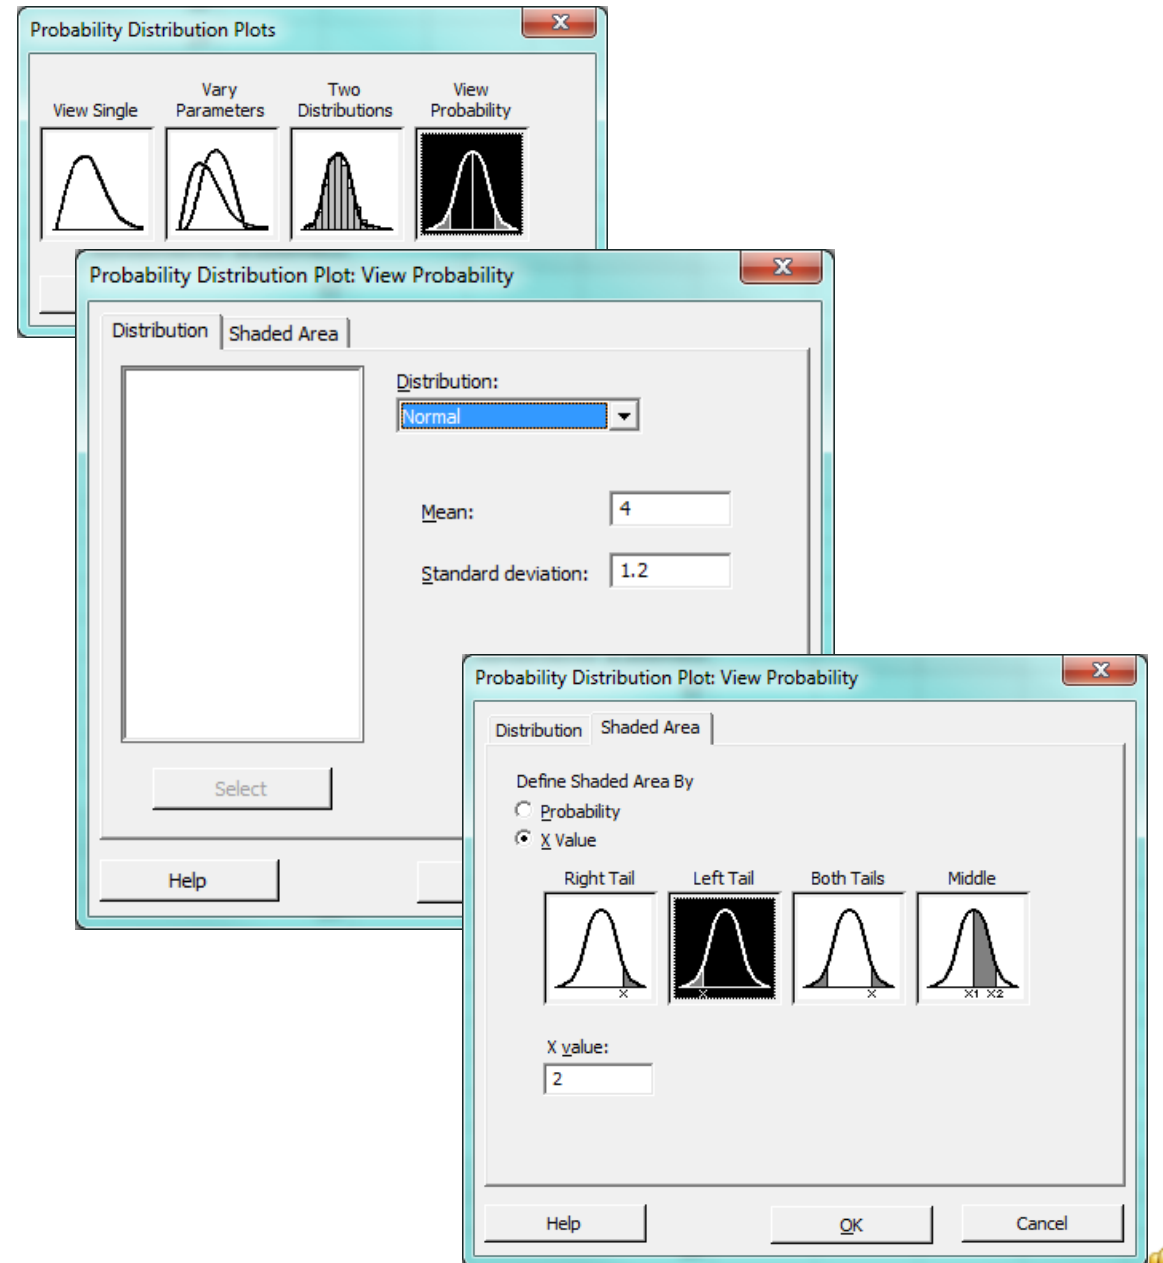 Probability Distribution Plots
View Single
Vary Parameters
Two Distributions
View Probability
Probability Distribution Plot: View Probability
Distribution Shaded Area
Distribution:
Normal
Mean: 4
Standard deviation: 1.2
Select
Help
Probability Distribution Plot: View Probability
Distribution Shaded Area
Define Shaded Area By
Probability
X Value
Right Tail Left Tail Both Tails Middle
X X X X1 X2
X value:
2
Help OK Cancel